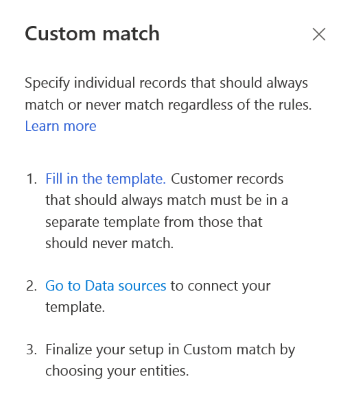 Custom match
Specify individual records that should always
match or never match regardless of the rules.
Learn more
1. Fill in the template. Customer records
that should always match must be in a
separate template from those that
should never match.
2. Go to Data sources to connect your
template.
3. Finalize your setup in Custom match by
choosing your entities.